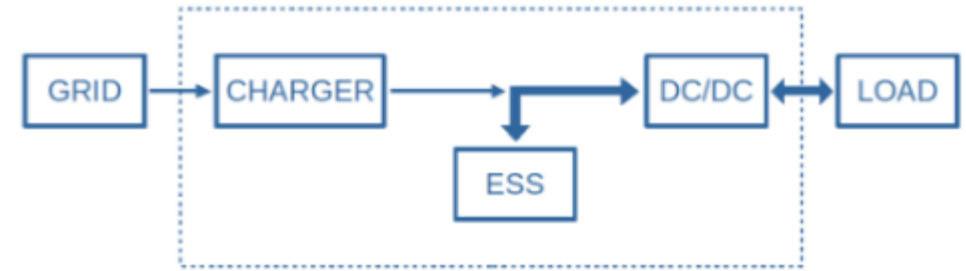 GRID
CHARGER
DC/DC
LOAD
ESS